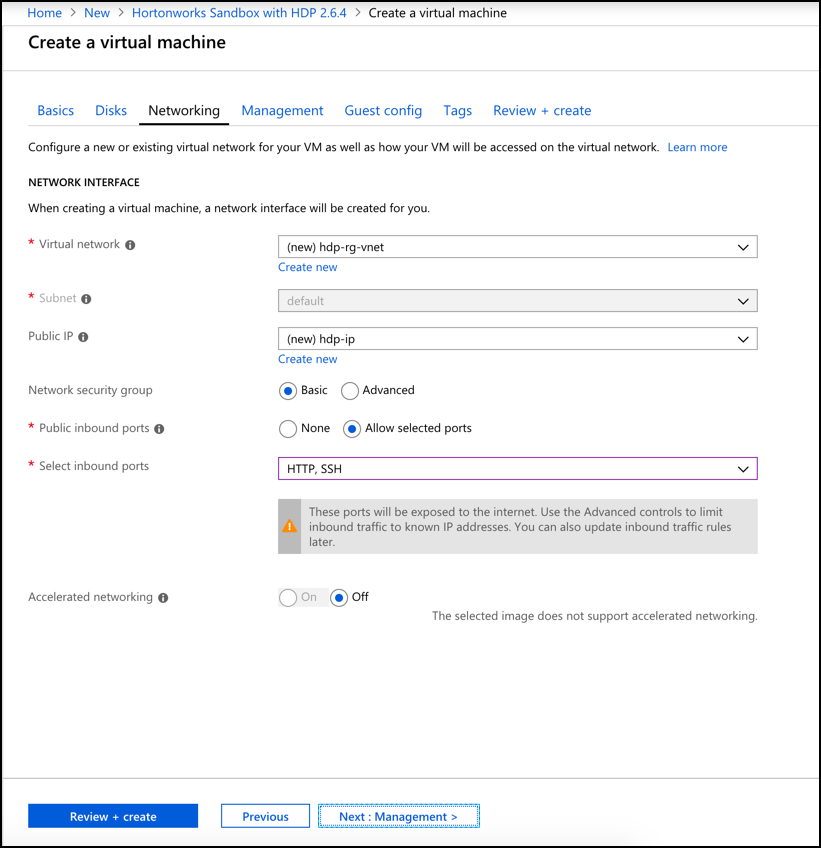 Home > New > Hortonworks Sandbox with HDP 2.6.4 > Create a virtual machine
Create a virtual machine
Basics Disks Networking Management Guest config Tags Review + create
Configure a new or existing virtual network for your VM as well as how your VM will be accessed on the virtual network. Learn more
NETWORK INTERFACE
When creating a virtual machine, a network interface will be created for you.
* Virtual network (new) hdp-rg-vnet
Create new
* Subnet default
Public IP (new) hdp-ip
Create new
Network security group Basic Advanced
* Public inbound ports None Allow selected ports
* Select inbound ports HTTP, SSH
These ports will be exposed to the internet. Use the Advanced controls to limit
inbound traffic to known IP addresses. You can also update inbound traffic rules
later.
Accelerated networking On Off
The selected image does not support accelerated networking.
Review + create Previous Next : Management >